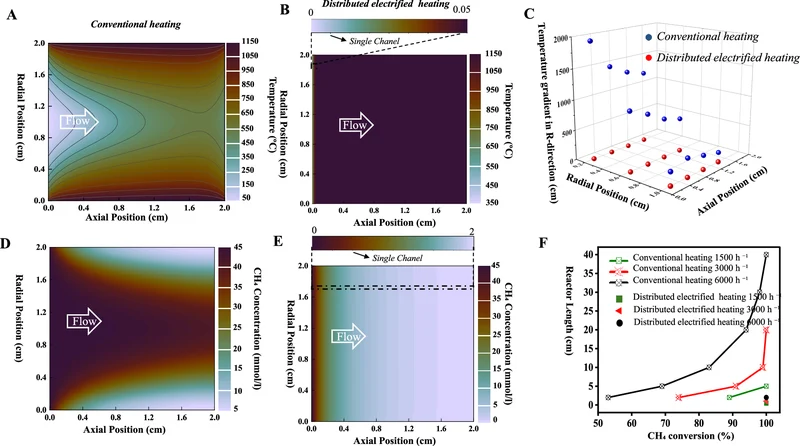 A
Conventional heating
Radial Position (cm)
2.0
1.6
1.2
0.8
0.4
0.0
Flow
0.0 0.4 0.8 1.2 1.6 2.0
Axial Position (cm)
1150
1050
950
850
750
650
550
450
350
250
150
50
Temperature (°C)
B
Distributed electrified heating
0
0.05
Single Chanel
Radial Position (cm)
2.0
1.6
1.2
0.8
0.4
0.0
Flow
0.0 0.4 0.8 1.2 1.6 2.0
Axial Position (cm)
1150
1050
950
850
750
650
550
450
350
Temperature (°C)
C
Conventional heating
Distributed electrified heating
Temperature gradient in R-direction (cm)
2000
1500
1000
500
0
Radial Position (cm)
Axial Position (cm)
D
Radial Position (cm)
2.0
1.6
1.2
0.8
0.4
0.0
Flow
0.0 0.4 0.8 1.2 1.6 2.0
Axial Position (cm)
45
40
35
30
25
20
15
10
5
CH₄ Concentration (mmol/l)
E
0
2
Single Chanel
Radial Position (cm)
2.0
1.6
1.2
0.8
0.4
0.0
Flow
0.0 0.4 0.8 1.2 1.6 2.0
Axial Position (cm)
45
40
35
30
25
20
15
10
5
0
CH₄ Concentration (mmol/l)
F
Reactor Length (cm)
40
35
30
25
20
15
10
5
0
Conventional heating 1500 h⁻¹
Conventional heating 3000 h⁻¹
Conventional heating 6000 h⁻¹
Distributed electrified heating 1500 h⁻¹
Distributed electrified heating 3000 h⁻¹
Distributed electrified heating 6000 h⁻¹
50 60 70 80 90 100
CH₄ conversion (%)